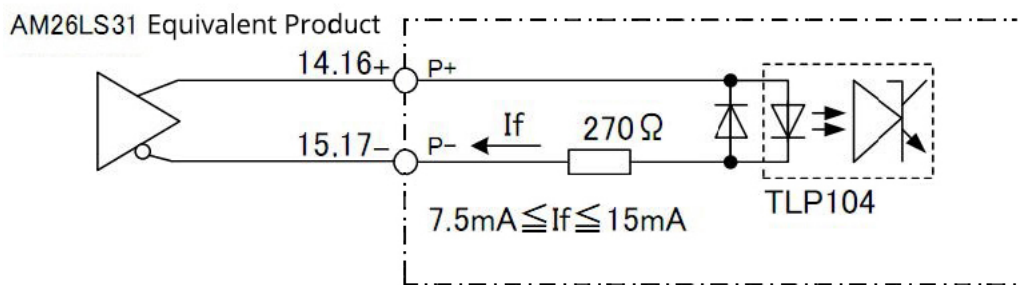 AM26LS31 Equivalent Product
14.16+ P+
If 270Ω
15.17− P−
TLP104
7.5mA≦If≦15mA